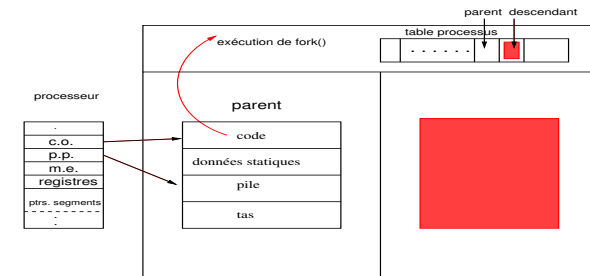 parent descendant
table processus
exécution de fork()
. . . . . .
processeur
parent
.
c.o.
p.p.
m.e.
registres
ptrs. segments
.
.
code
données statiques
pile
tas